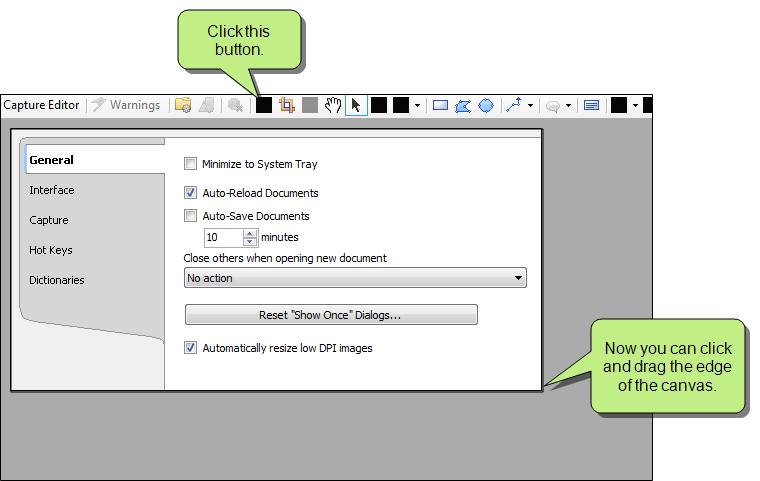 Click this
button.
Capture Editor Warnings
General
Interface
Capture
Hot Keys
Dictionaries
Minimize to System Tray
Auto-Reload Documents
Auto-Save Documents
10 minutes
Close others when opening new document
No action
Reset "Show Once" Dialogs...
Automatically resize low DPI images
Now you can click
and drag the edge
of the canvas.